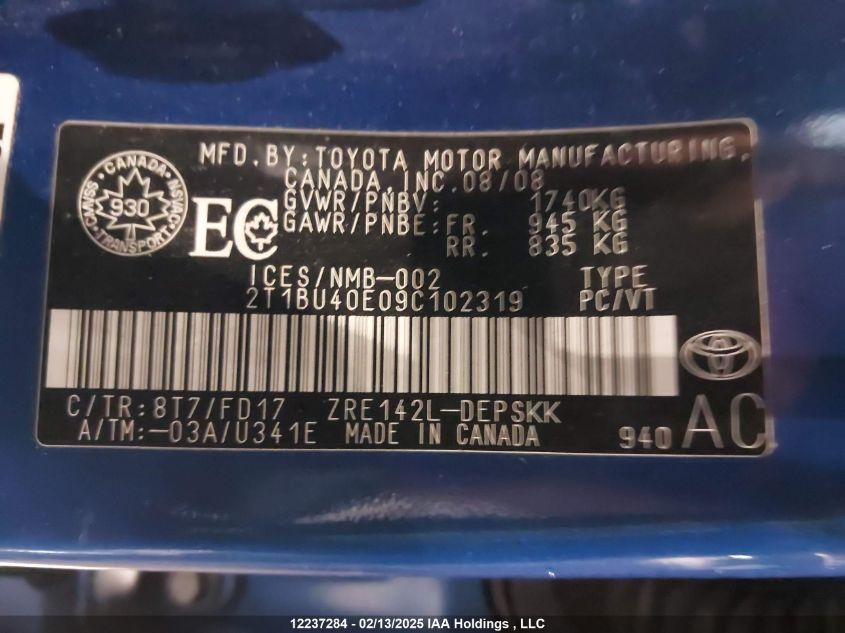 MFD. BY: TOYOTA MOTOR MANUFACTURING,
CANADA, INC. 08/08
GVWR/PNBV: 1740KG
GAWR/PNBE: FR. 945 KG
RR. 835 KG
CANADA
930
TRANSPORT
EC
ICES/NMB-002 TYPE
2T1BU40E09C102319 PC/VT
C/TR: 8T7/FD17 ZRE142L-DEPSKK
A/TM:-03A/U341E MADE IN CANADA 940 AC
12237284 - 02/13/2025 IAA Holdings , LLC